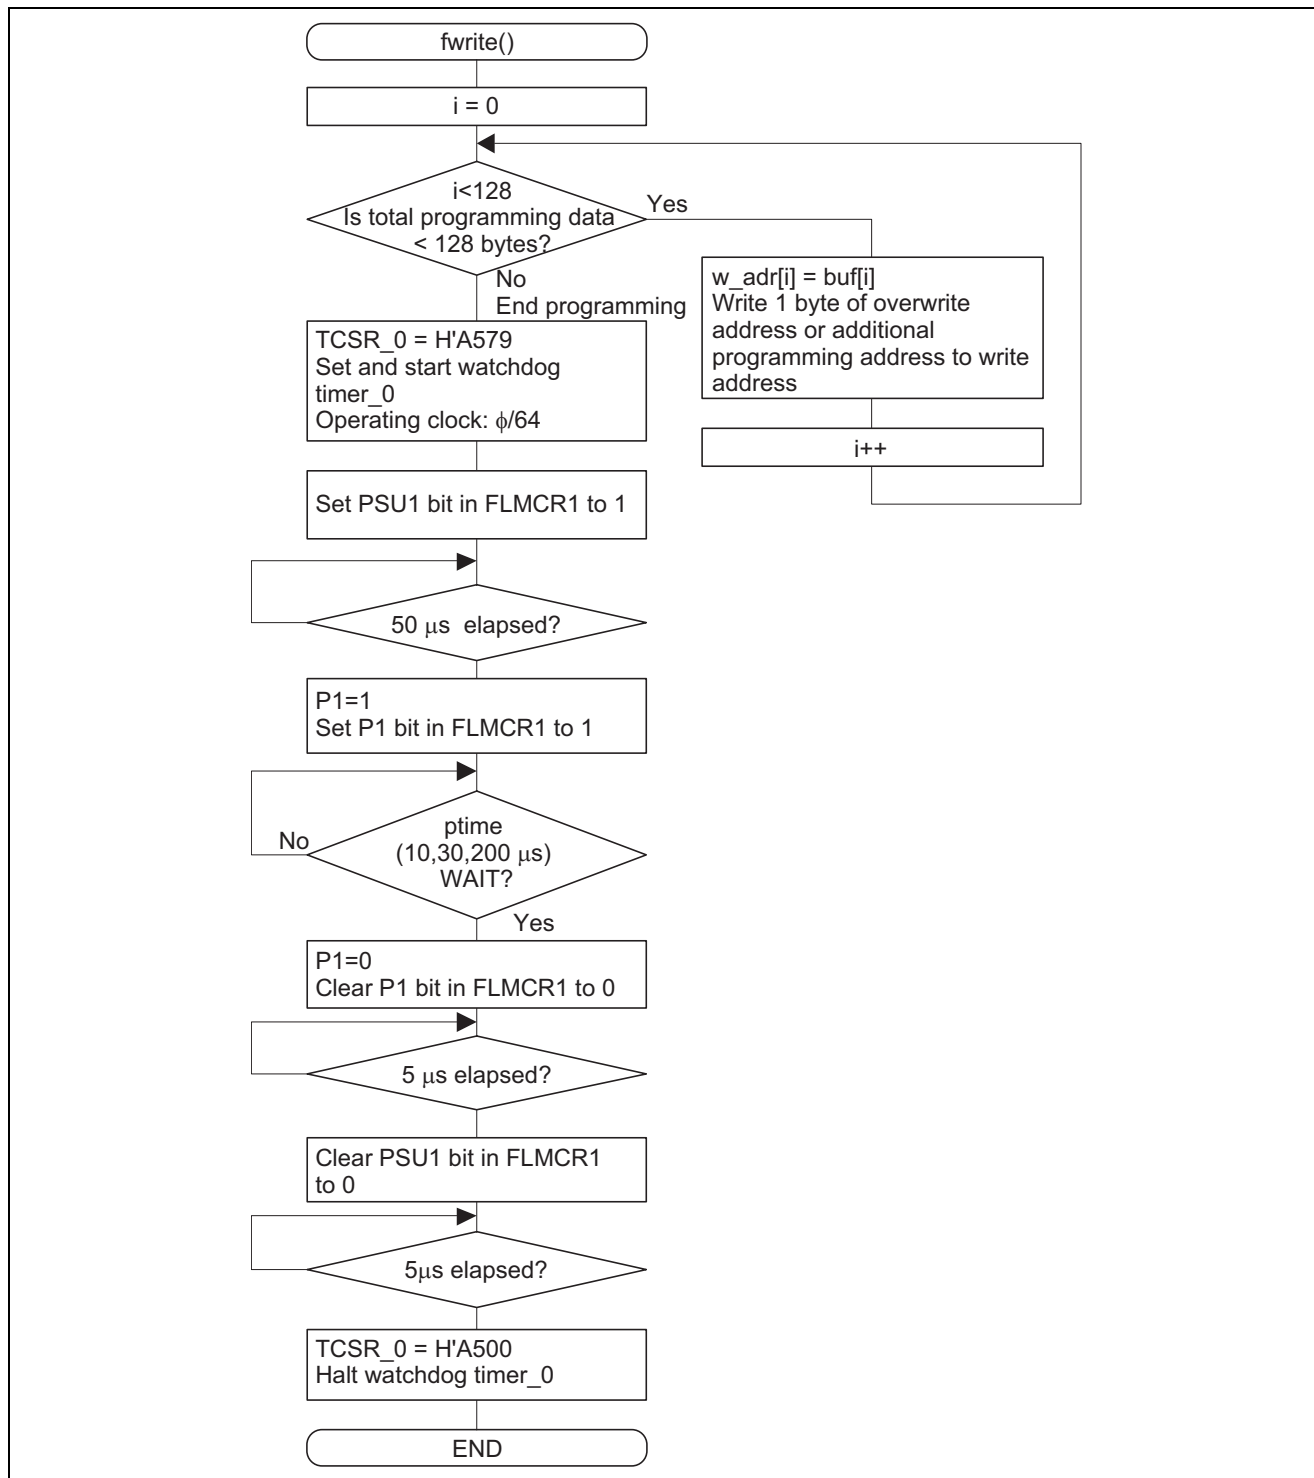 fwrite()
i = 0
i<128
Is total programming data
< 128 bytes?
Yes
No
End programming
w_adr[i] = buf[i]
Write 1 byte of overwrite
address or additional
programming address to write
address
i++
TCSR_0 = H'A579
Set and start watchdog
timer_0
Operating clock: ϕ/64
Set PSU1 bit in FLMCR1 to 1
50 μs elapsed?
P1=1
Set P1 bit in FLMCR1 to 1
No
ptime
(10,30,200 μs)
WAIT?
Yes
P1=0
Clear P1 bit in FLMCR1 to 0
5 μs elapsed?
Clear PSU1 bit in FLMCR1
to 0
5μs elapsed?
TCSR_0 = H'A500
Halt watchdog timer_0
END